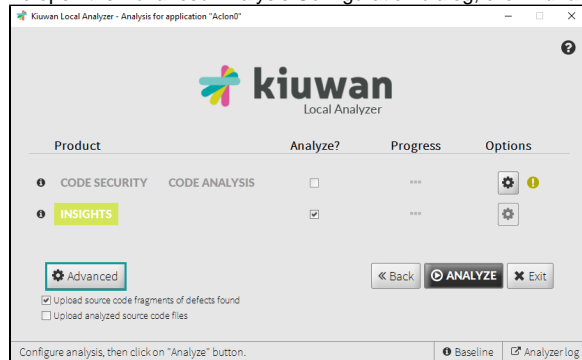 Kiuwan Local Analyzer - Analysis for application "Aclon0"
kiuwan
Local Analyzer
Product Analyze? Progress Options
CODE SECURITY CODE ANALYSIS
INSIGHTS
Advanced « Back ANALYZE Exit
Upload source code fragments of defects found
Upload analyzed source code files
Configure analysis, then click on "Analyze" button. Baseline Analyzer log